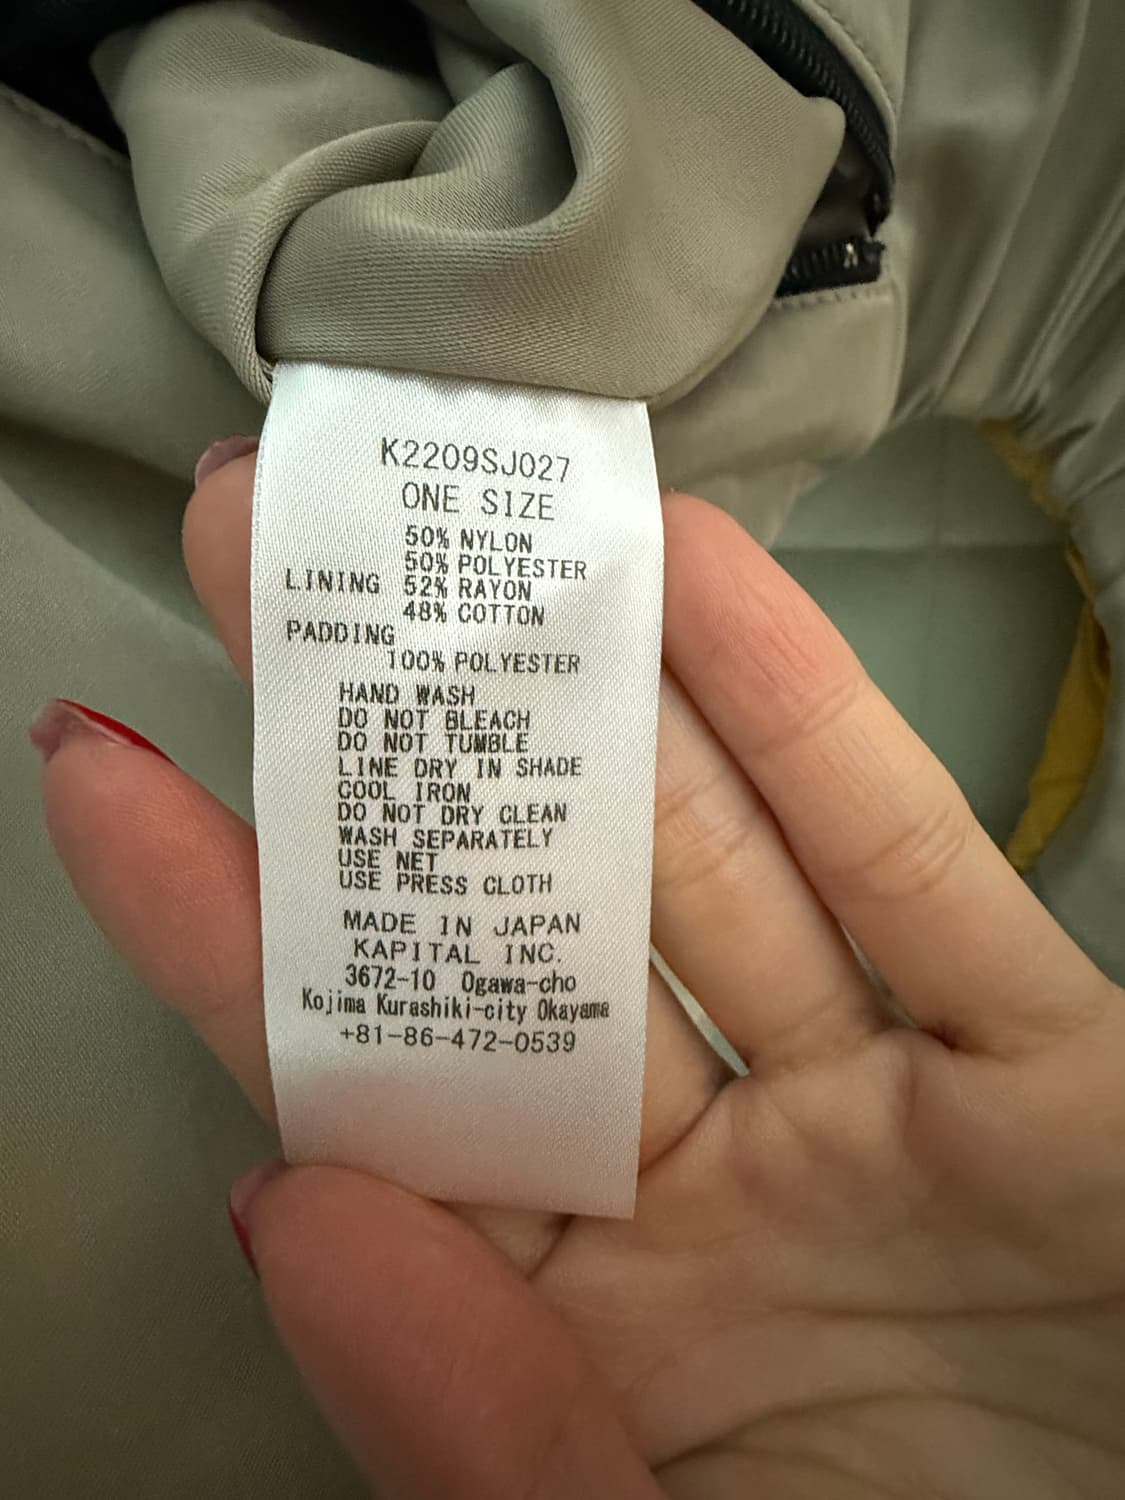 K2209SJ027
ONE SIZE
50% NYLON
50% POLYESTER
LINING 52% RAYON
48% COTTON
PADDING
100% POLYESTER
HAND WASH
DO NOT BLEACH
DO NOT TUMBLE
LINE DRY IN SHADE
COOL IRON
DO NOT DRY CLEAN
WASH SEPARATELY
USE NET
USE PRESS CLOTH
MADE IN JAPAN
KAPITAL INC.
3672-10 Ogawa-cho
Kojima Kurashiki-city Okayama
+81-86-472-0539